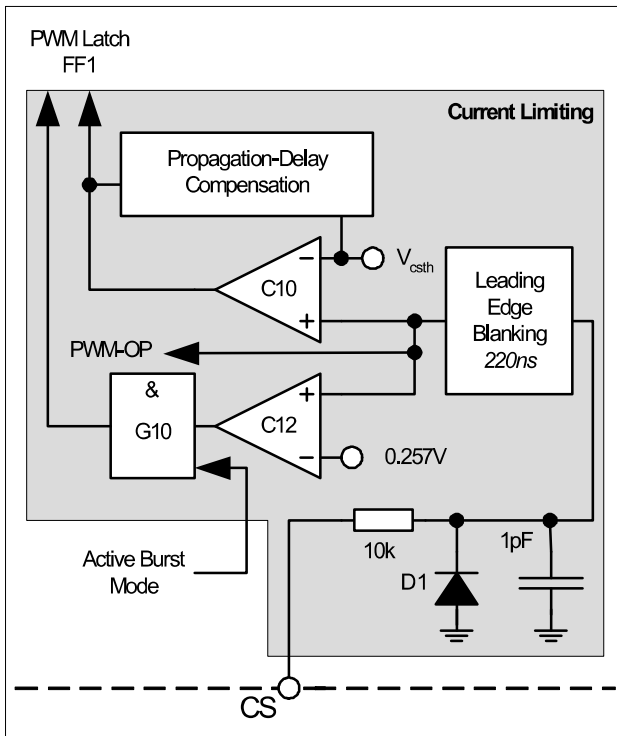 PWM Latch
FF1
Current Limiting
Propagation-Delay
Compensation
−
Vcsth
C10
+
Leading
Edge
Blanking
220ns
PWM-OP
&
G10
+
C12
−
0.257V
10k
1pF
D1
Active Burst
Mode
CS